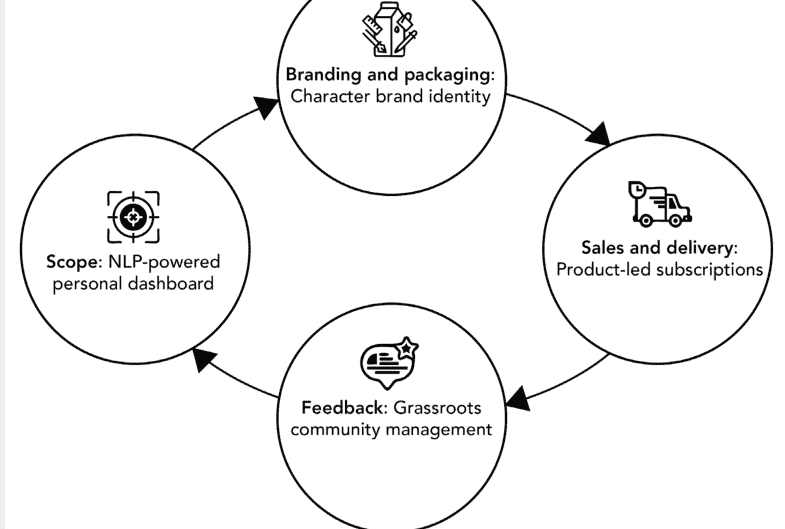 Branding and packaging:
Character brand identity
Scope: NLP-powered
personal dashboard
Sales and delivery:
Product-led subscriptions
Feedback: Grassroots
community management